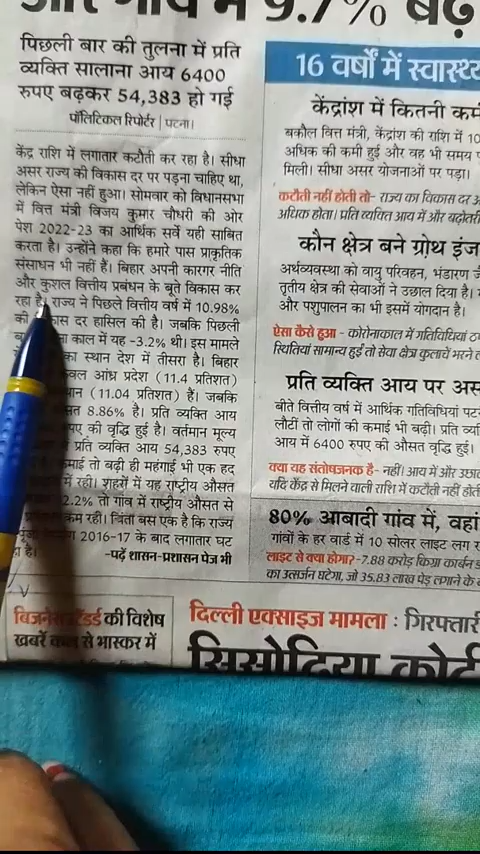 में 9.7% बढ़
पिछली बार की तुलना में प्रति
व्यक्ति सालाना आय 6400
रुपए बढ़कर 54,383 हो गई
पॉलिटिकल रिपोर्टर | पटना।
केंद्र राशि में लगातार कटौती कर रहा है। सीधा
असर राज्य की विकास दर पर पड़ना चाहिए था,
लेकिन ऐसा नहीं हुआ। सोमवार को विधानसभा
में वित्त मंत्री विजय कुमार चौधरी की ओर
पेश 2022-23 का आर्थिक सर्वे यही साबित
करता है। उन्होंने कहा कि हमारे पास प्राकृतिक
संसाधन भी नहीं हैं। बिहार अपनी कारगर नीति
और कुशल वित्तीय प्रबंधन के बूते विकास कर
रहा है। राज्य ने पिछले वित्तीय वर्ष में 10.98%
की दर हासिल की है। जबकि पिछली
काल में यह -3.2% थी। इस मामले
का स्थान देश में तीसरा है। बिहार
आंध्र प्रदेश (11.4 प्रतिशत)
(11.04 प्रतिशत) हैं। जबकि
8.86% है। प्रति व्यक्ति आय
की वृद्धि हुई है। वर्तमान मूल्य
प्रति व्यक्ति आय 54,383 रुपए
तो बढ़ी ही महंगाई भी एक हद
में रही। शहरों में यह राष्ट्रीय औसत
2.2% तो गांव में राष्ट्रीय औसत से
कम रही। चिंता बस एक है कि राज्य
2016-17 के बाद लगातार घट
है।
-पढ़ें शासन-प्रशासन पेज भी
16 वर्षों में स्वास्थ्य
केंद्रांश में कितनी कमी
बकौल वित्त मंत्री, केंद्रांश की राशि में 10
अधिक की कमी हुई और वह भी समय
मिली। सीधा असर योजनाओं पर पड़ा।
कटौती नहीं होती तो- राज्य का विकास दर
अधिक होता। प्रति व्यक्ति आय में और बढ़ोतरी
कौन क्षेत्र बने ग्रोथ इंज
अर्थव्यवस्था को वायु परिवहन, भंडारण
तृतीय क्षेत्र की सेवाओं ने उछाल दिया है।
और पशुपालन का भी इसमें योगदान है।
ऐसा कैसे हुआ - कोरोनाकाल में गतिविधियां
स्थितियां सामान्य हुईं तो सेवा क्षेत्र कुलाचें भरने
प्रति व्यक्ति आय पर अस
बीते वित्तीय वर्ष में आर्थिक गतिविधियां
लौटीं तो लोगों की कमाई भी बढ़ी। प्रति
आय में 6400 रुपए की औसत वृद्धि हुई।
क्या यह संतोषजनक है- नहीं। आय में और
यदि केंद्र से मिलने वाली राशि में कटौती नहीं
80% आबादी गांव में, वहां
गांवों के हर वार्ड में 10 सोलर लाइट लग
लाइट से क्या होगा?-7.88 करोड़ किग्रा कार्बन
का उत्सर्जन घटेगा, जो 35.83 लाख पेड़ लगाने के
बिजनेस स्टैंडर्ड की विशेष
खबरें से भास्कर में
दिल्ली एक्साइज मामला : गिरफ्तारी
सिसोदिया